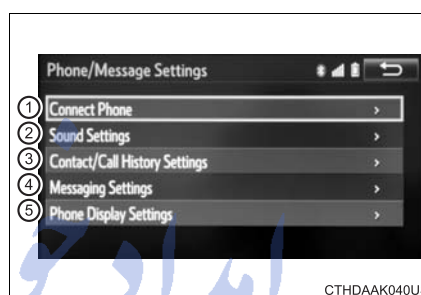 Phone/Message Settings
1 Connect Phone >
2 Sound Settings >
3 Contact/Call History Settings >
4 Messaging Settings >
5 Phone Display Settings >
CTHDAAK040U